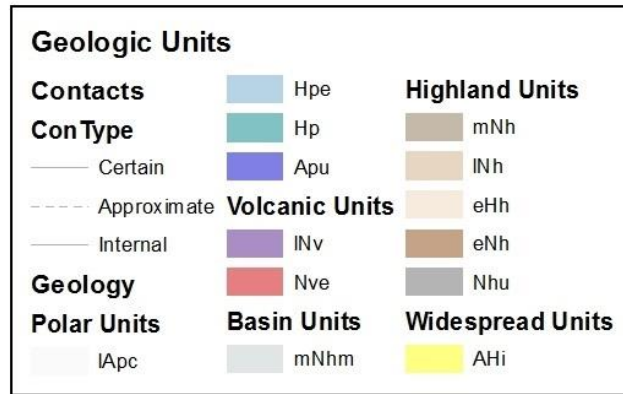 Geologic Units
Contacts
ConType
Certain
Approximate
Internal
Geology
Polar Units
lApc
Hpe
Hp
Apu
Volcanic Units
lNv
Nve
Basin Units
mNhm
Highland Units
mNh
lNh
eHh
eNh
Nhu
Widespread Units
AHi